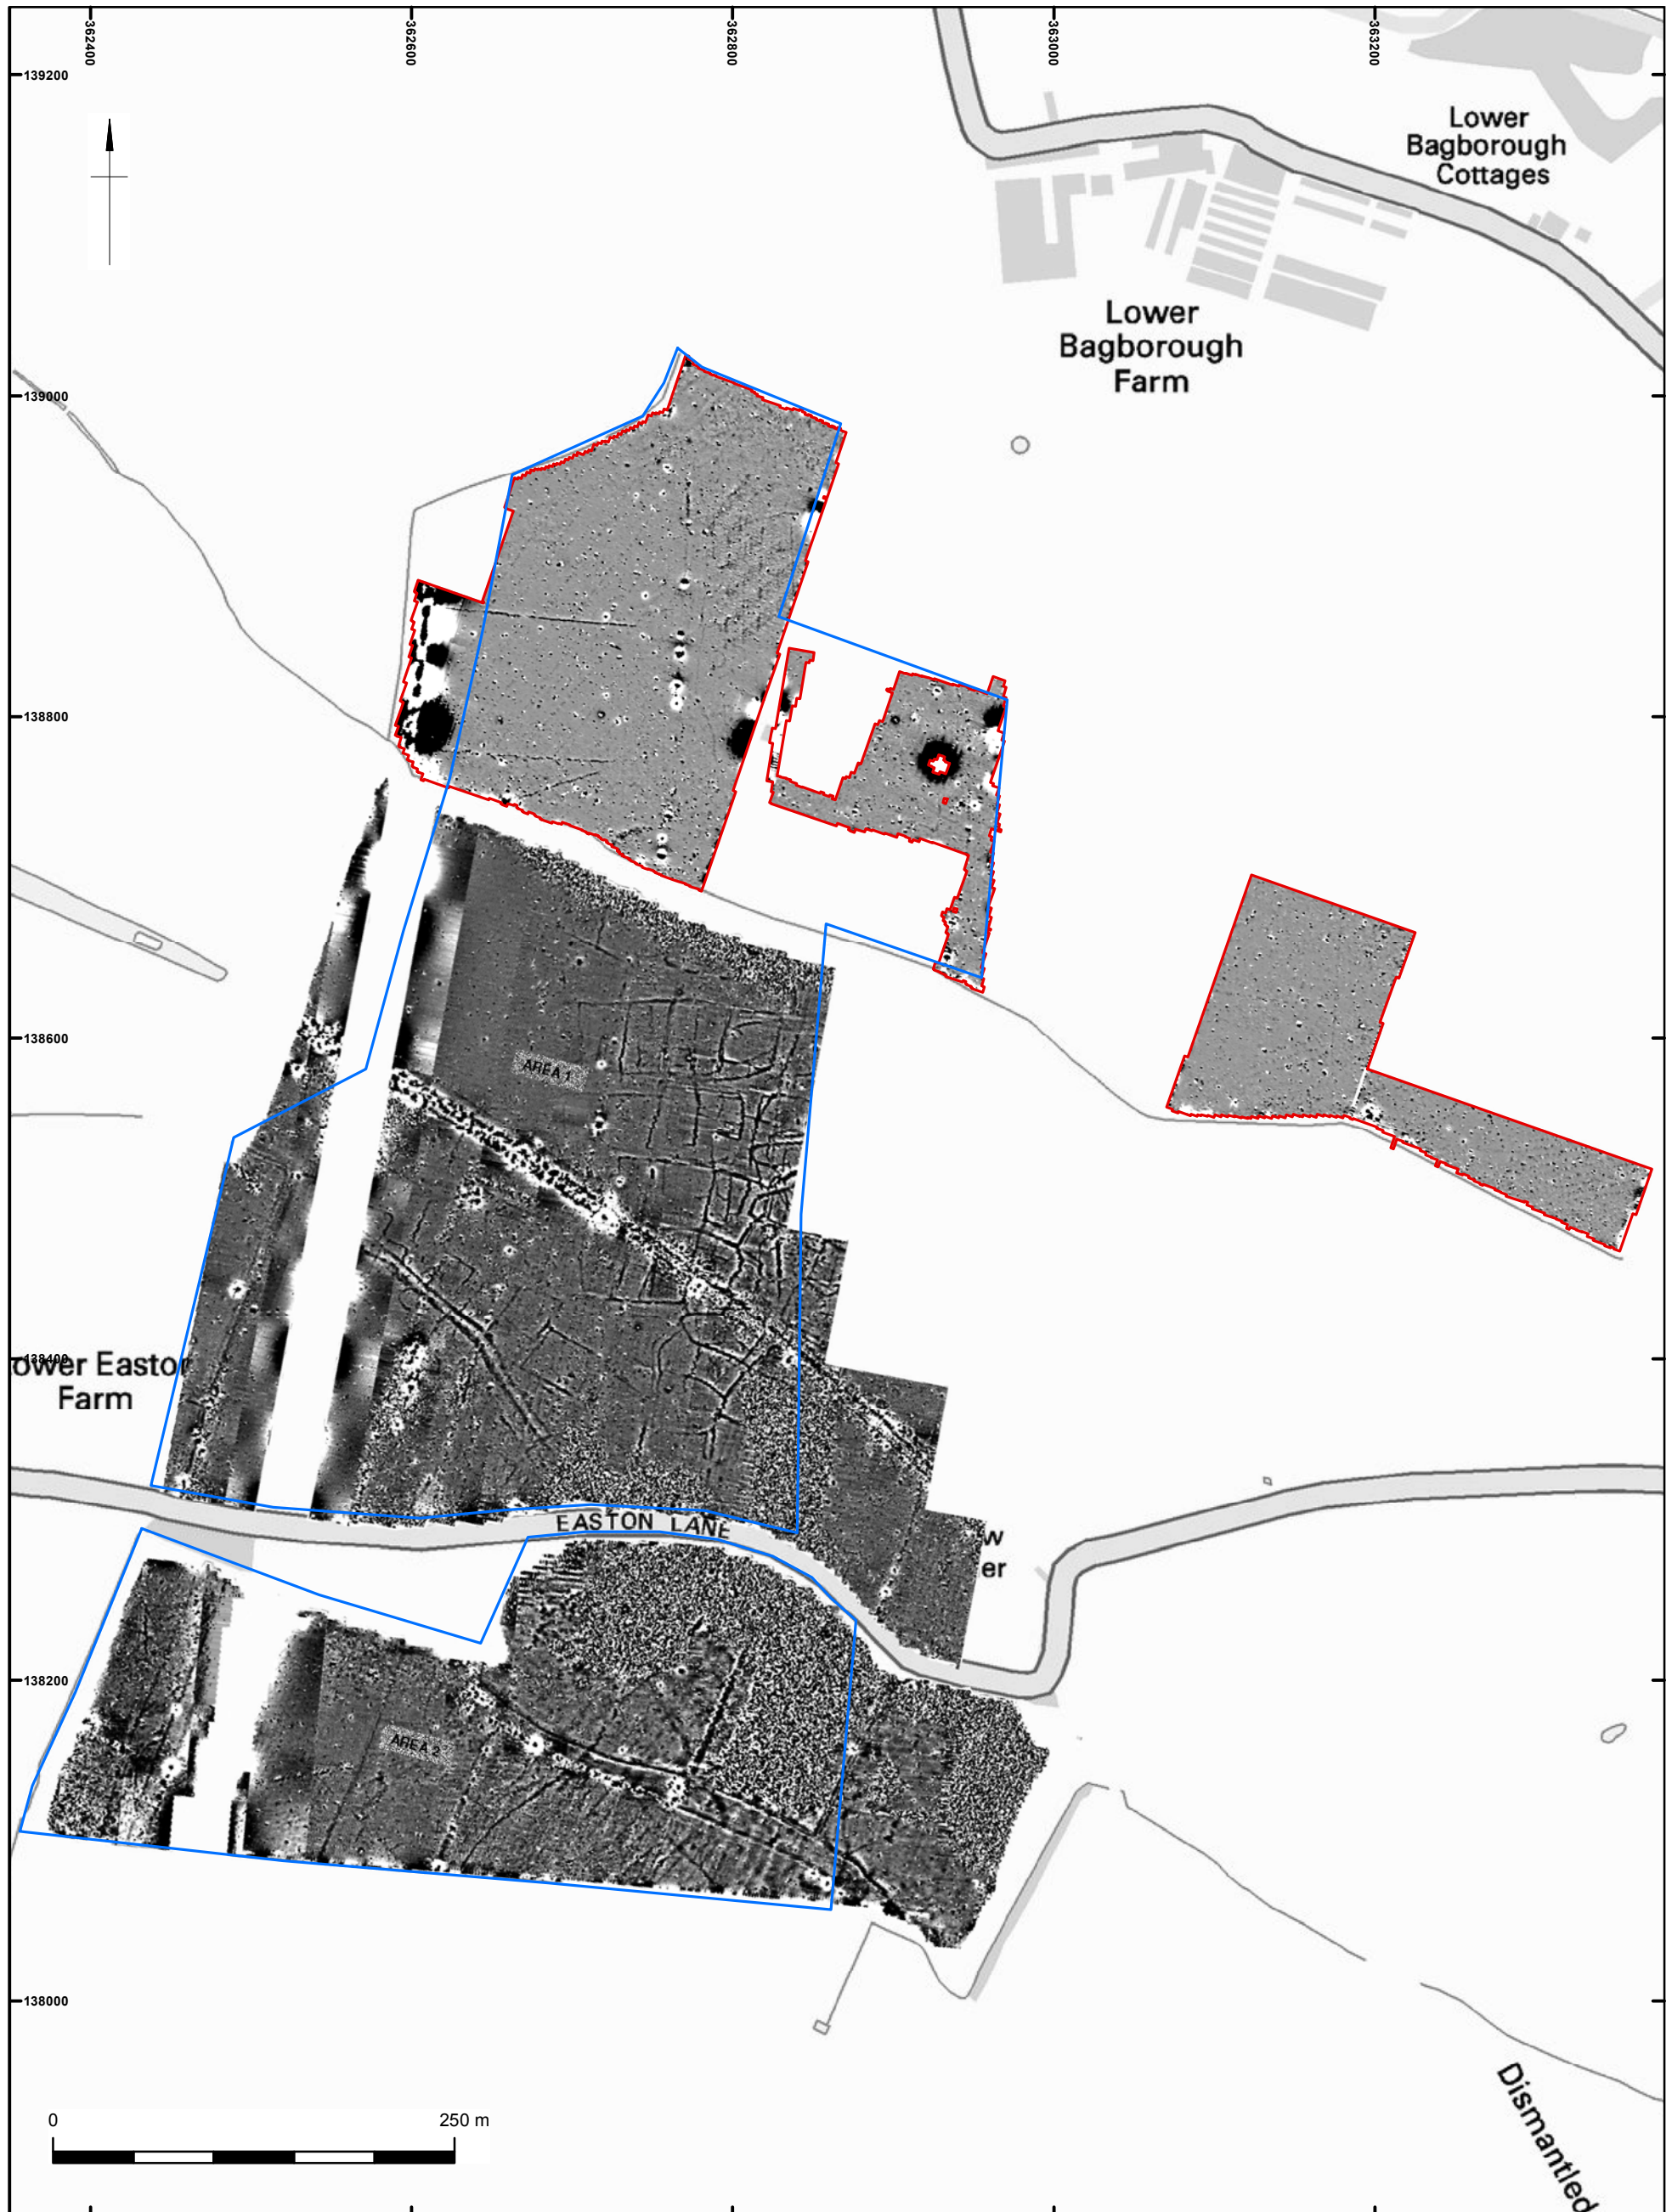 362400
362600
362800
363000
363200
139200
Lower
Bagborough
Cottages
Lower
Bagborough
Farm
139000
138800
138600
AREA 1
138400
ower Easton
Farm
EASTON LANE
w
er
138200
AREA 2
138000
Dismantled
0
250 m